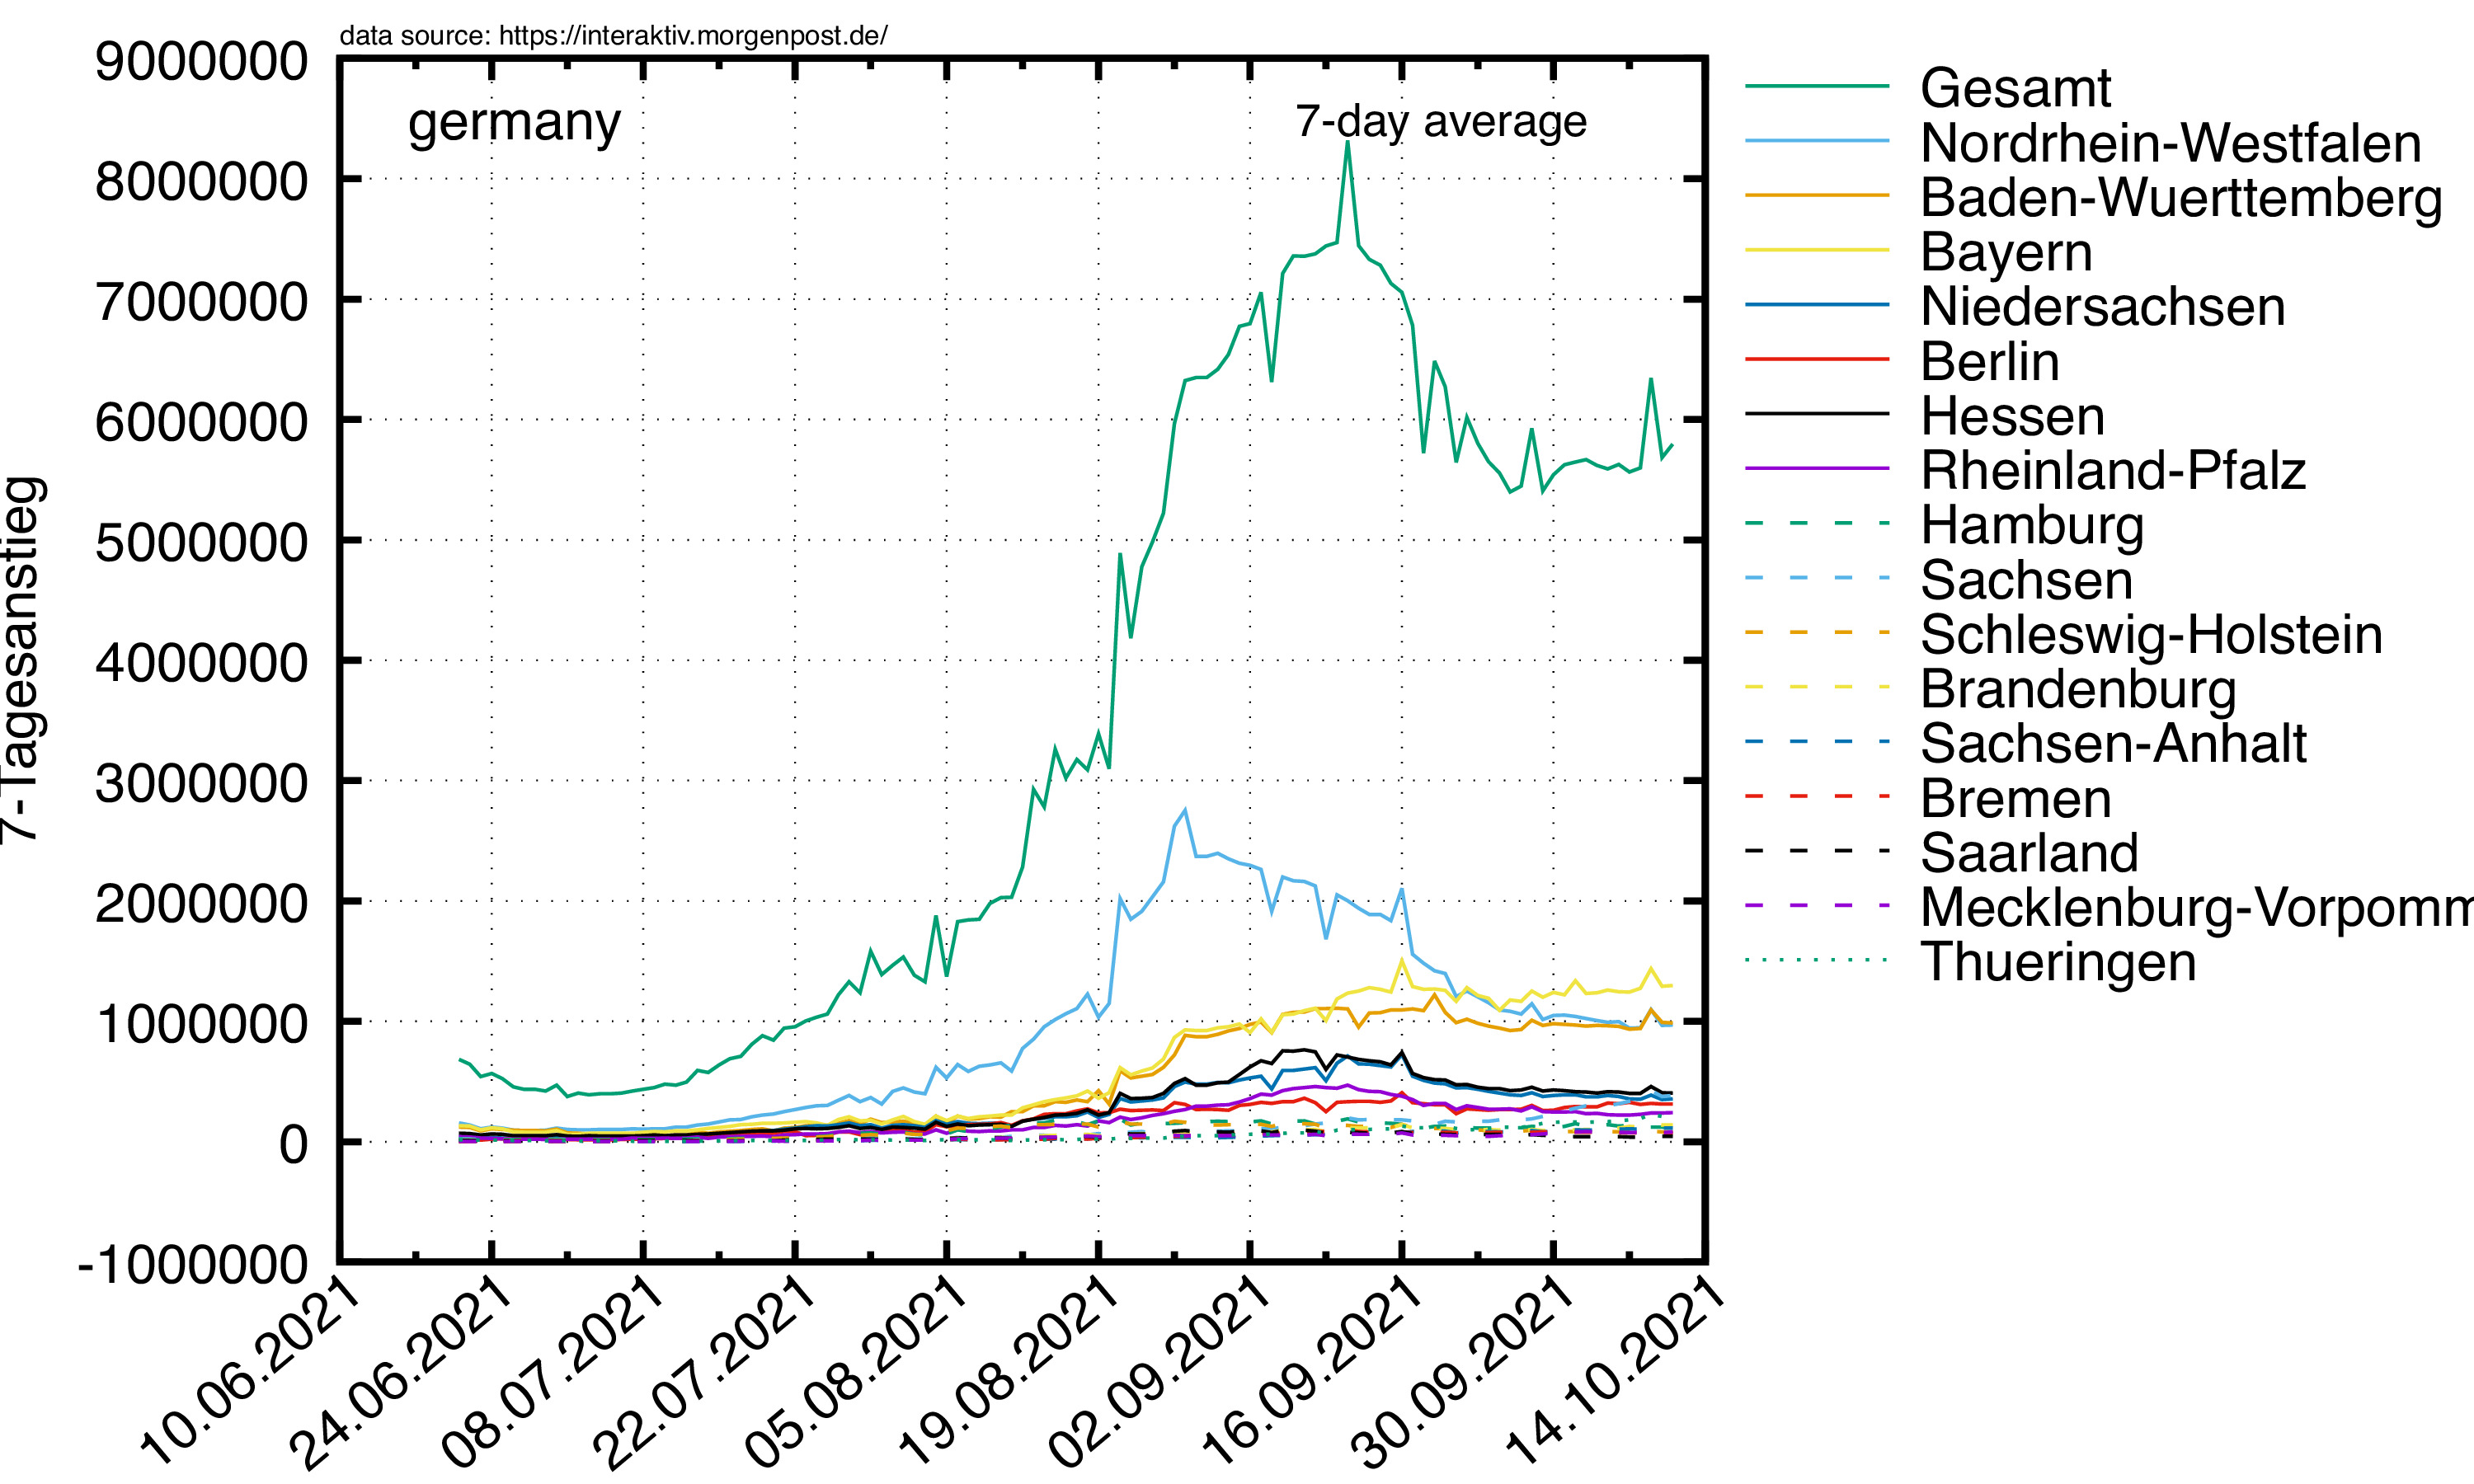 data source: https://interaktiv.morgenpost.de/
germany
7-day average
7-Tagesanstieg
9000000
8000000
7000000
6000000
5000000
4000000
3000000
2000000
1000000
0
-1000000
10.06.2021
24.06.2021
08.07.2021
22.07.2021
05.08.2021
19.08.2021
02.09.2021
16.09.2021
30.09.2021
14.10.2021
Gesamt
Nordrhein-Westfalen
Baden-Wuerttemberg
Bayern
Niedersachsen
Berlin
Hessen
Rheinland-Pfalz
Hamburg
Sachsen
Schleswig-Holstein
Brandenburg
Sachsen-Anhalt
Bremen
Saarland
Mecklenburg-Vorpomm
Thueringen